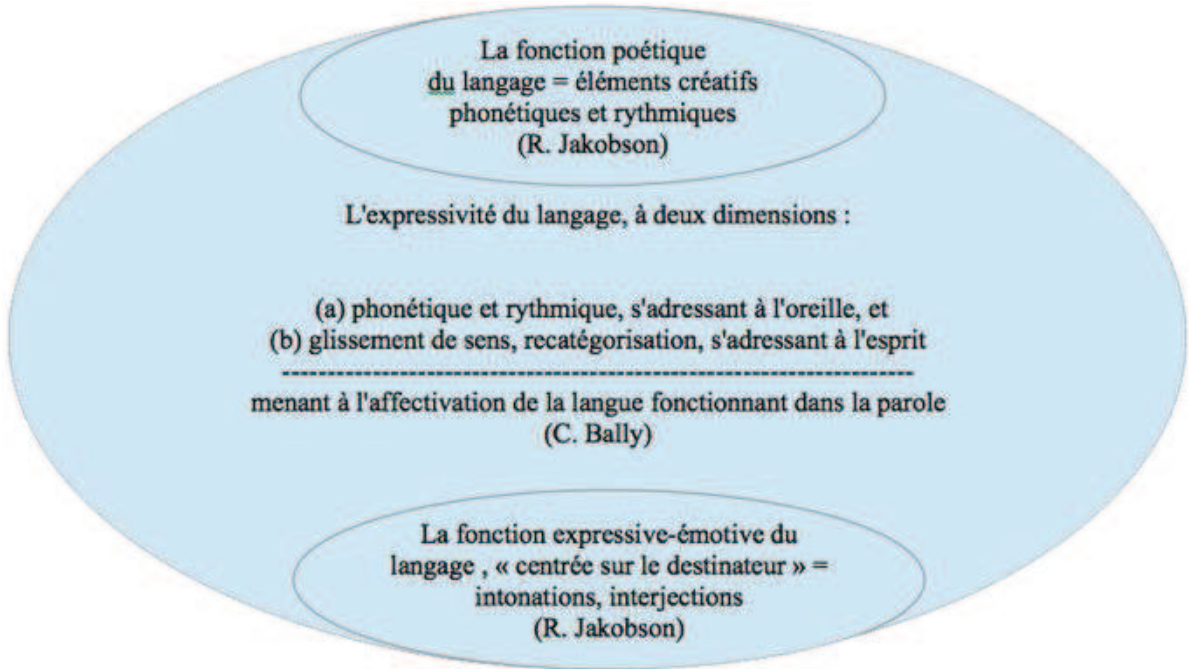 La fonction poétique
du langage = éléments créatifs
phonétiques et rythmiques
(R. Jakobson)
L'expressivité du langage, à deux dimensions :
(a) phonétique et rythmique, s'adressant à l'oreille, et
(b) glissement de sens, recatégorisation, s'adressant à l'esprit
----------------------------------------------------------------------
menant à l'affectivation de la langue fonctionnant dans la parole
(C. Bally)
La fonction expressive-émotive du
langage , « centrée sur le destinateur » =
intonations, interjections
(R. Jakobson)